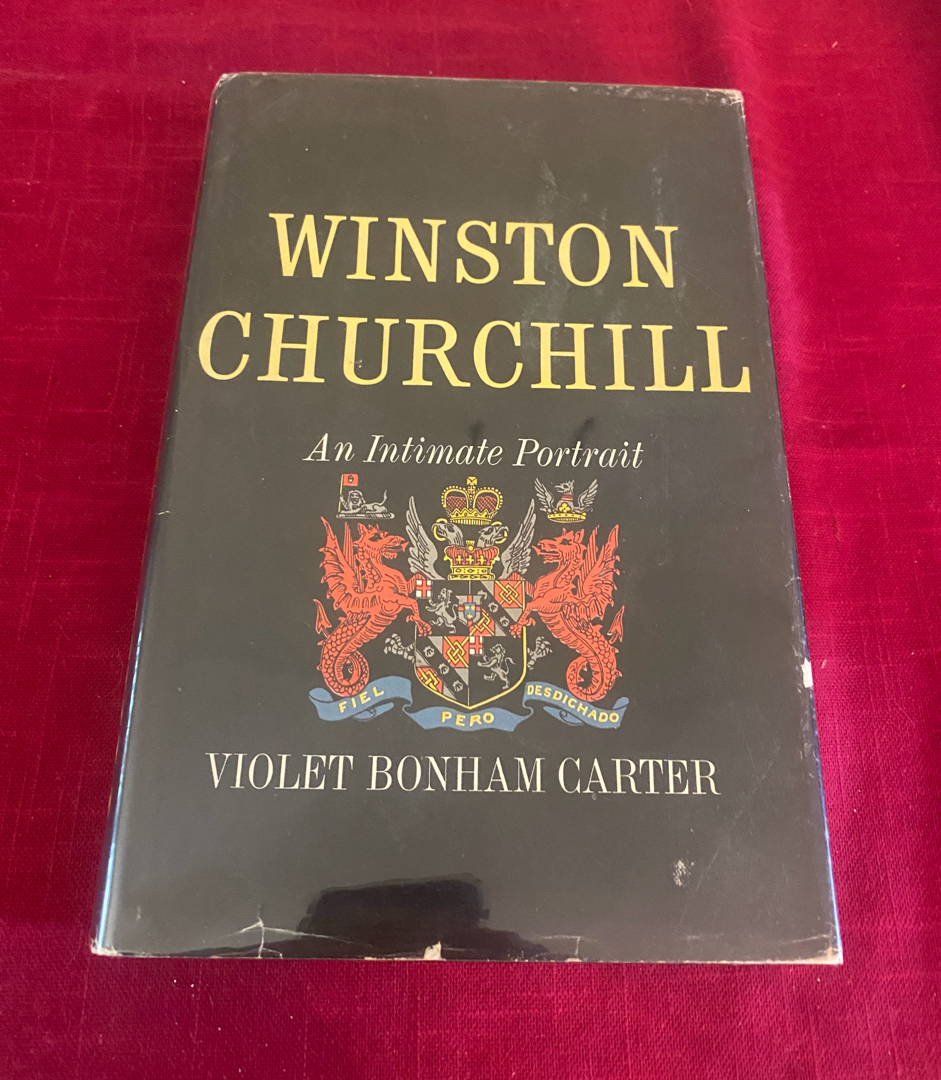 WINSTON
CHURCHILL
An Intimate Portrait
FIEL PERO DESDICHADO
VIOLET BONHAM CARTER